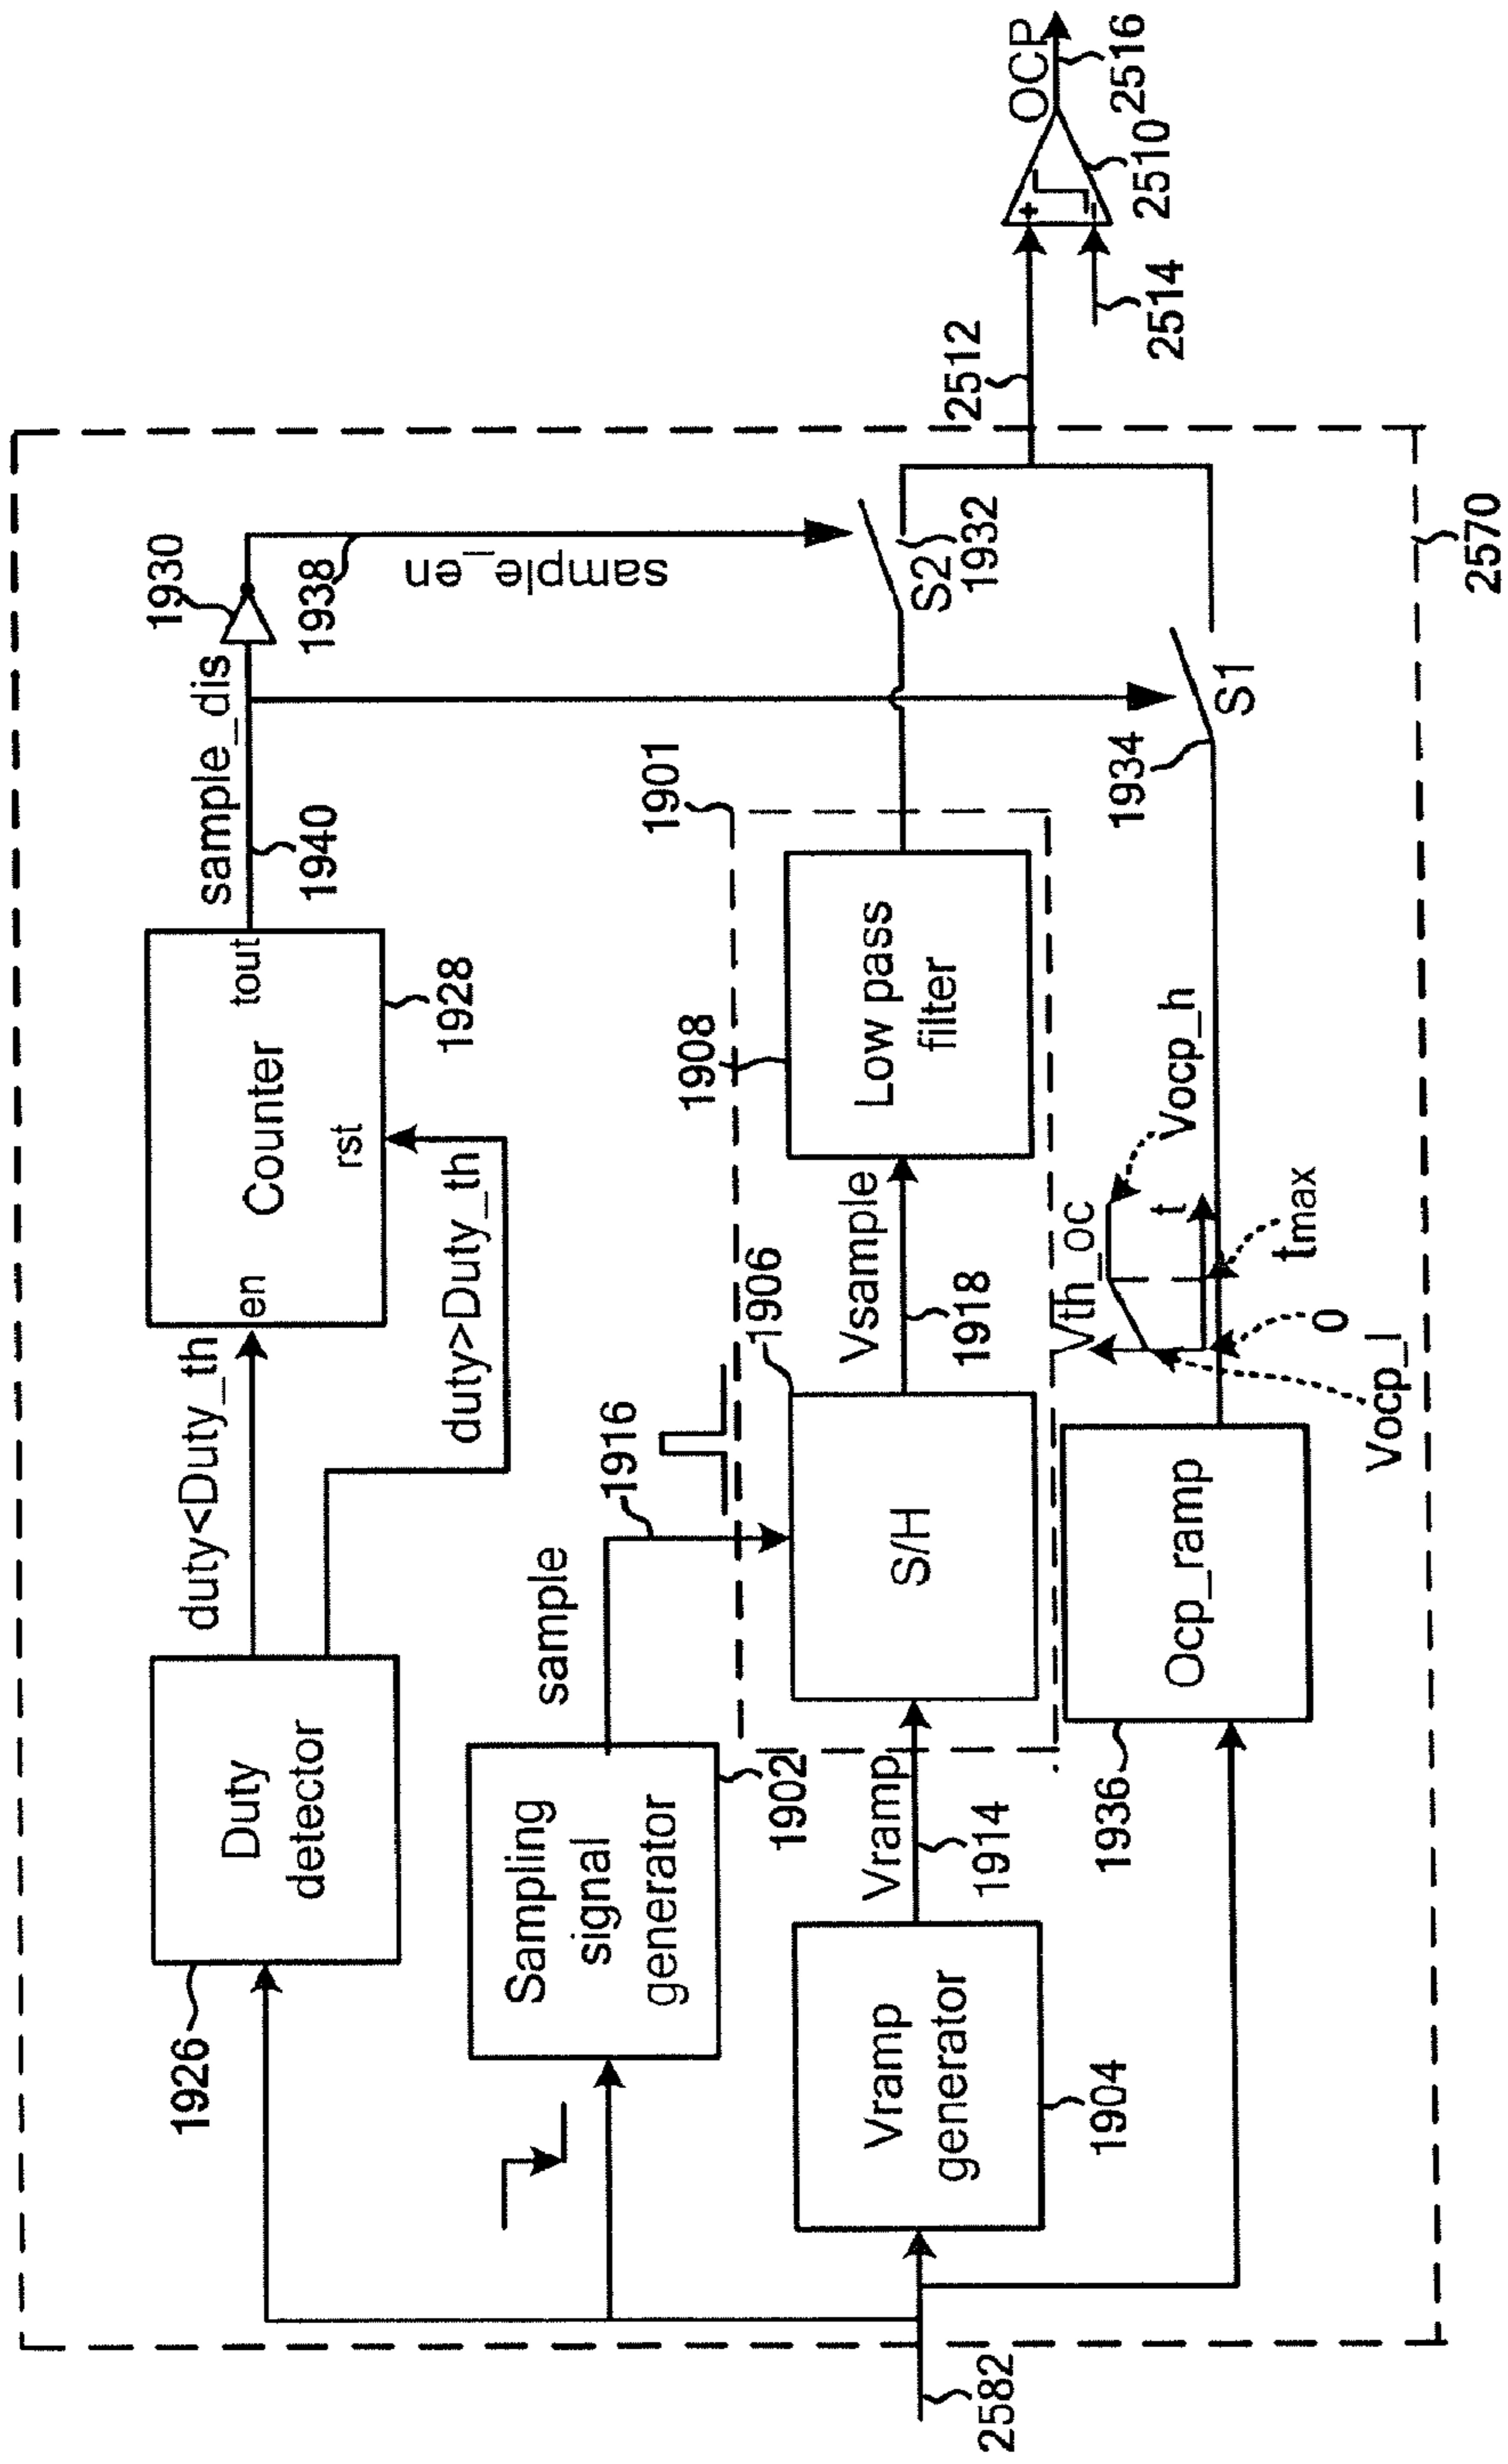 2582
1926
Duty
detector
duty<Duty_th
duty>Duty_th
en
Counter
tout
rst
1928
sample_dis
1940
1930
1938
sample_en
Sampling
signal
generator
1902
sample
1916
1901
Vramp
generator
1904
Vramp
1914
S/H
1906
Vsample
1918
Low pass
filter
1908
S2
1932
Ocp_ramp
1936
Vth_oc
t
Vocp_h
tmax
0
Vocp_l
1934
S1
2570
2512
2514
+
-
2510
OCP
2516